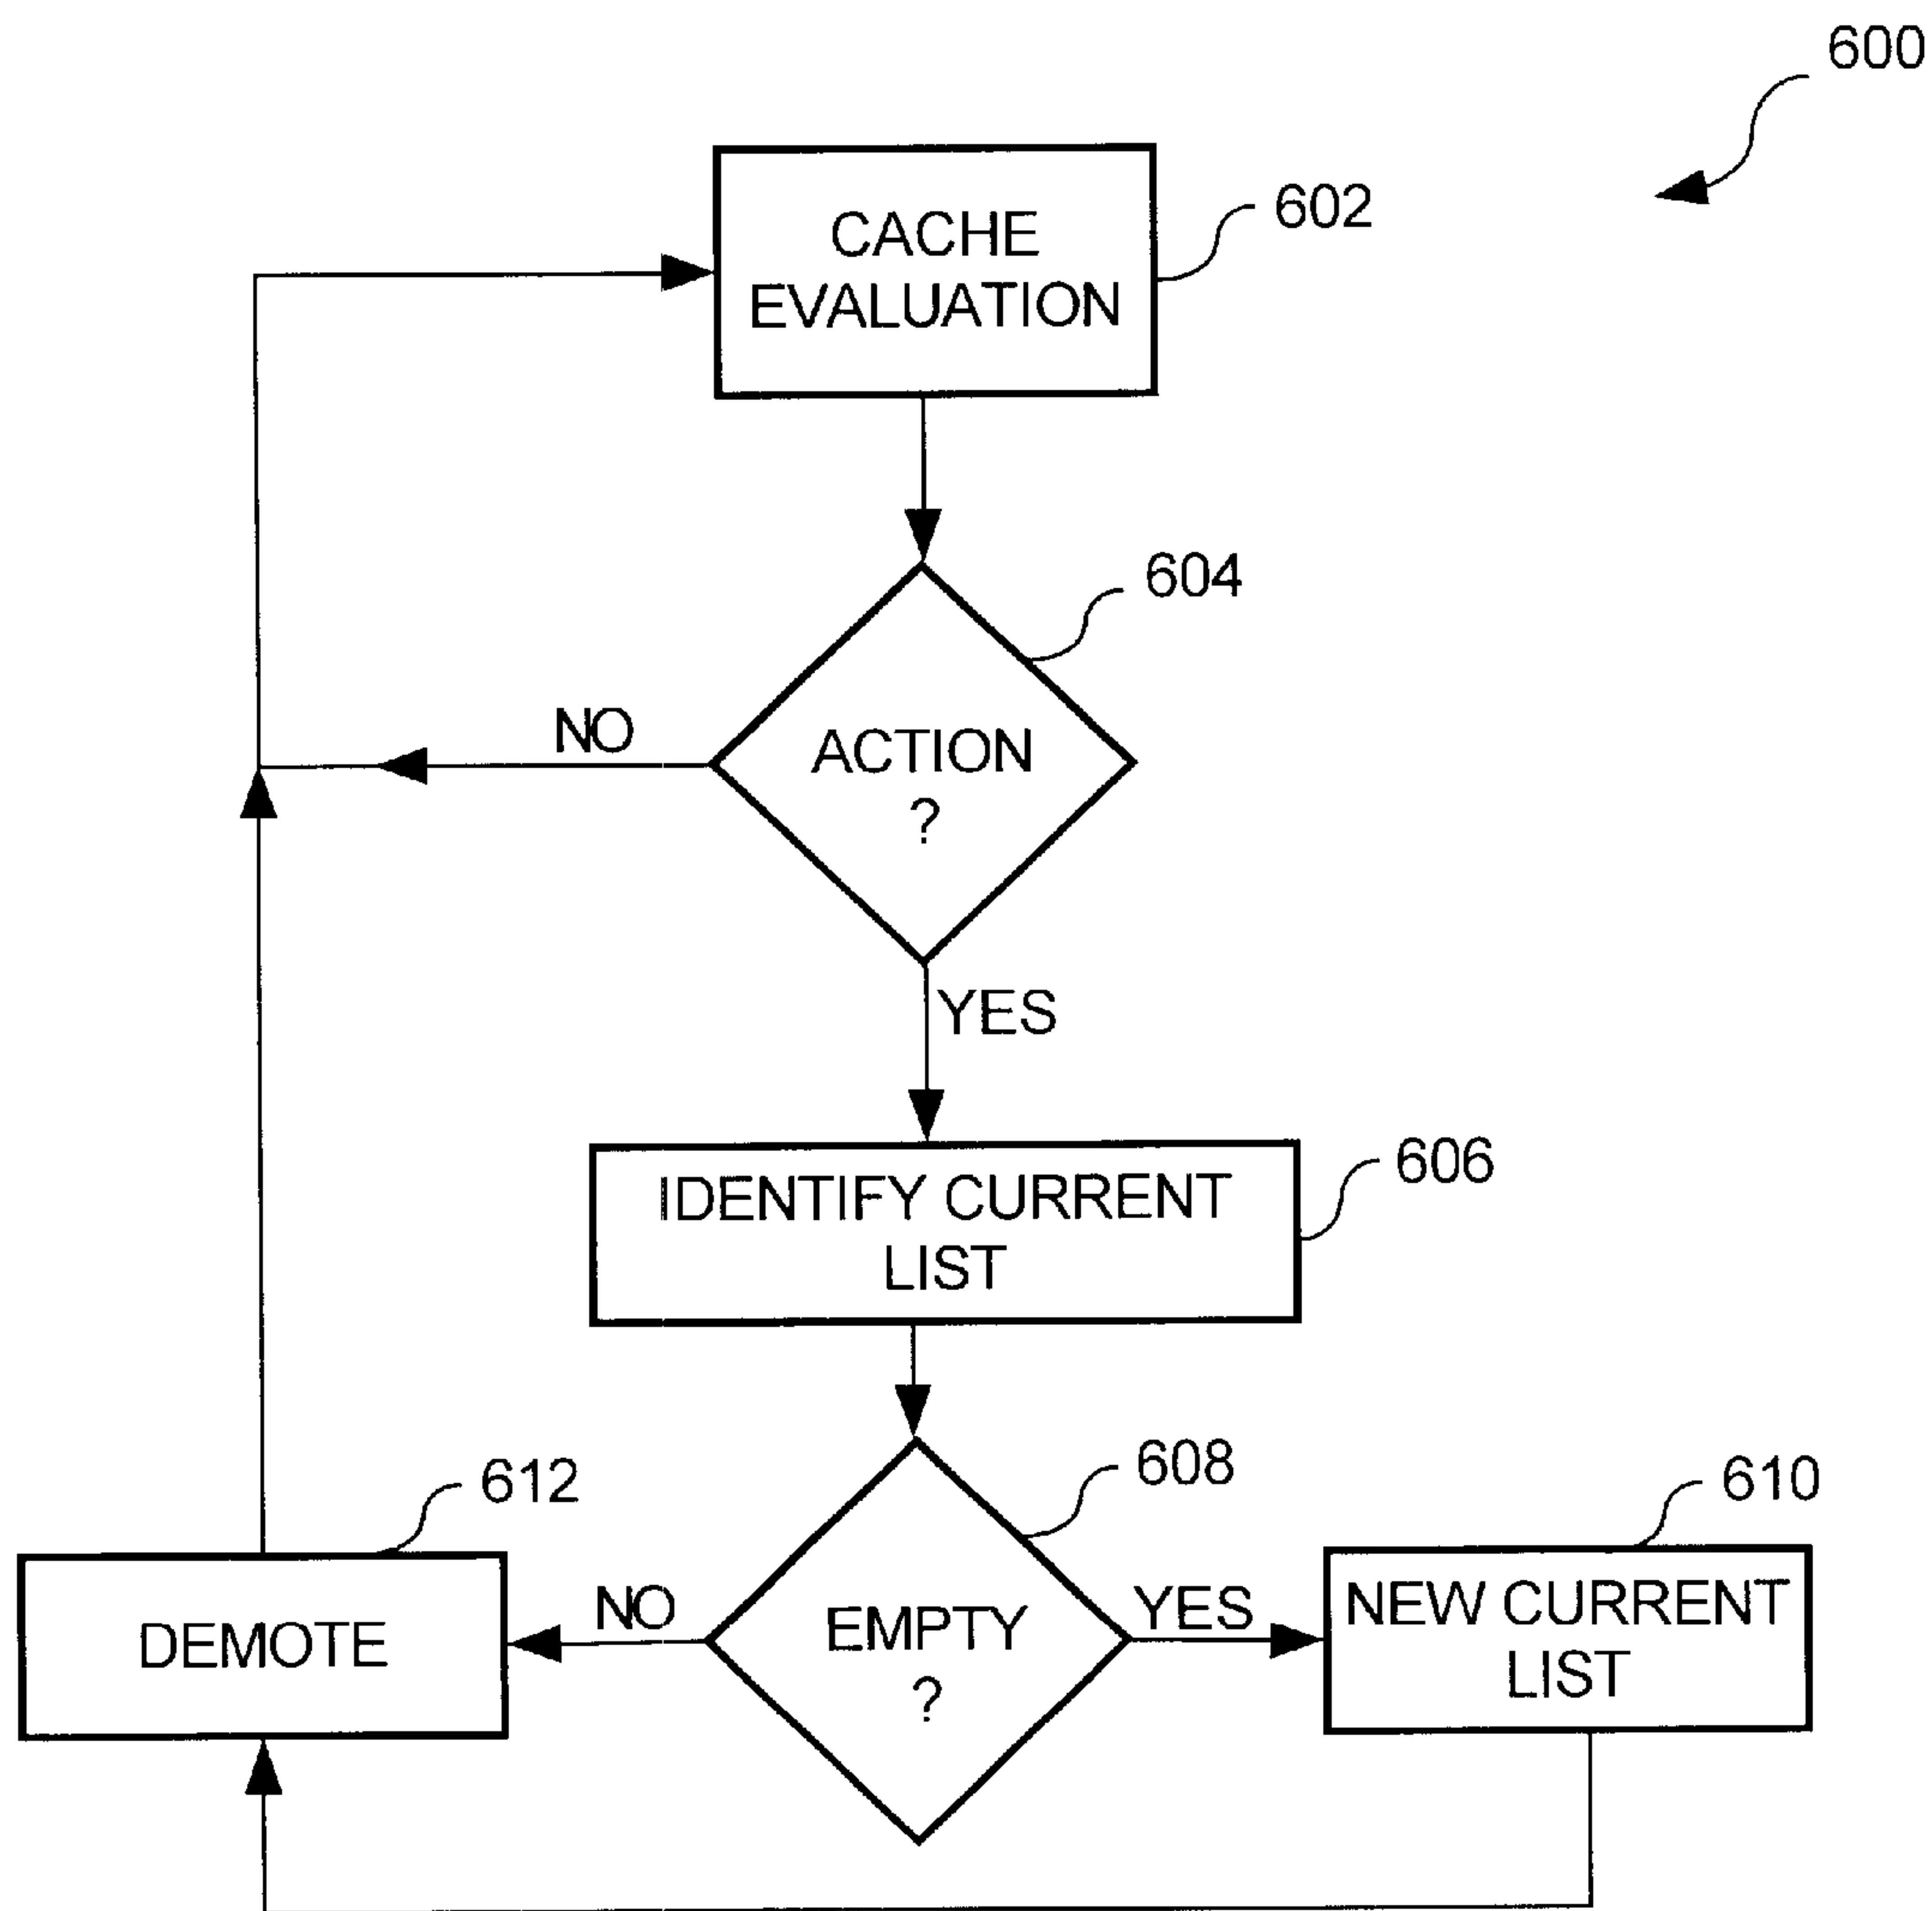 600
CACHE
EVALUATION
602
604
NO
ACTION
?
YES
IDENTIFY CURRENT
LIST
606
612
608
610
DEMOTE
NO
EMPTY
?
YES
NEW CURRENT
LIST